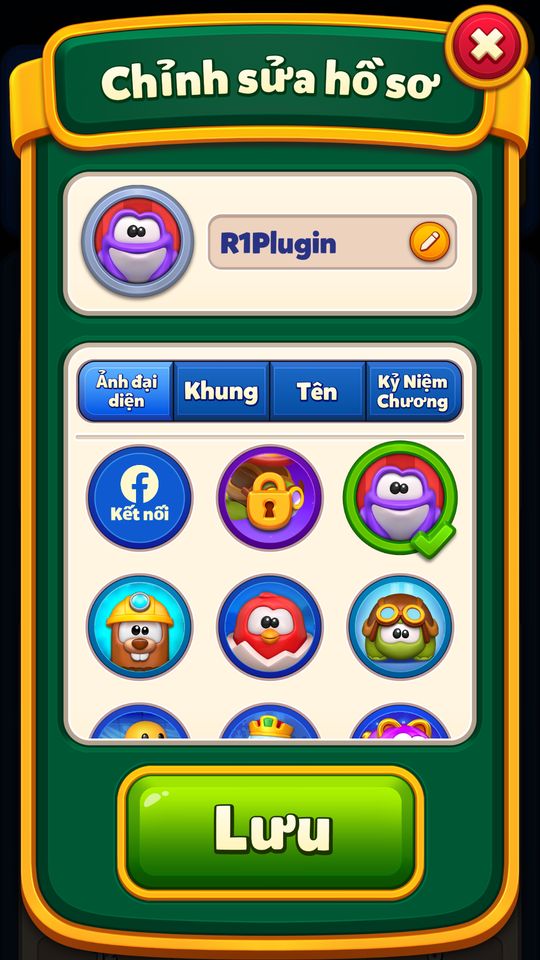 Chỉnh sửa hồ sơ
R1Plugin
Ảnh đại
diện
Khung
Tên
Kỷ Niệm
Chương
Kết nối
Lưu